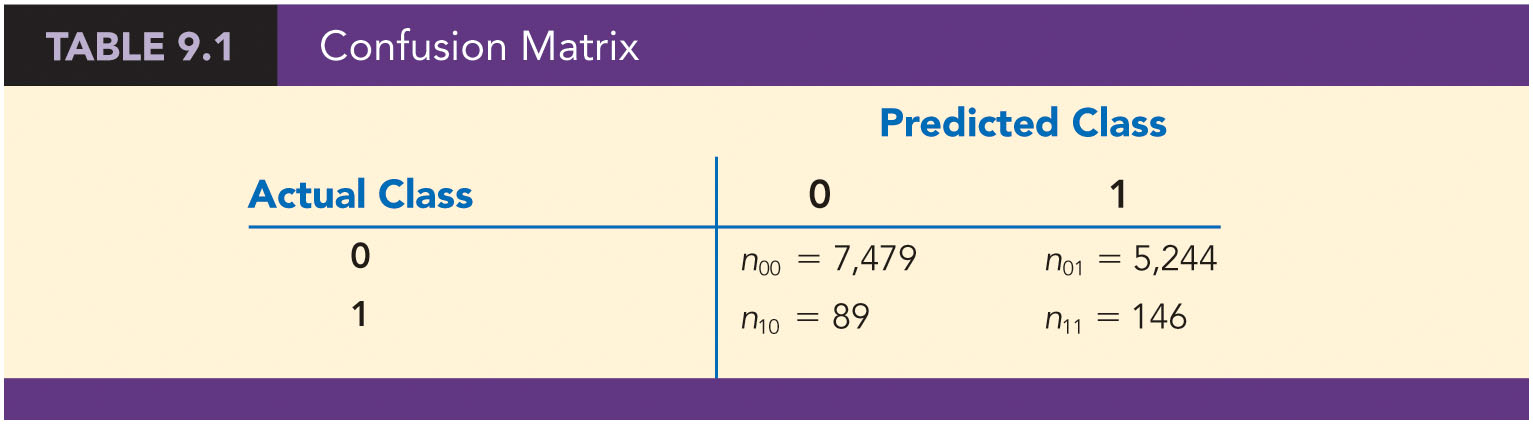 TABLE 9.1 Confusion Matrix
Predicted Class
Actual Class 0 1
0 n₀₀ = 7,479 n₀₁ = 5,244
1 n₁₀ = 89 n₁₁ = 146